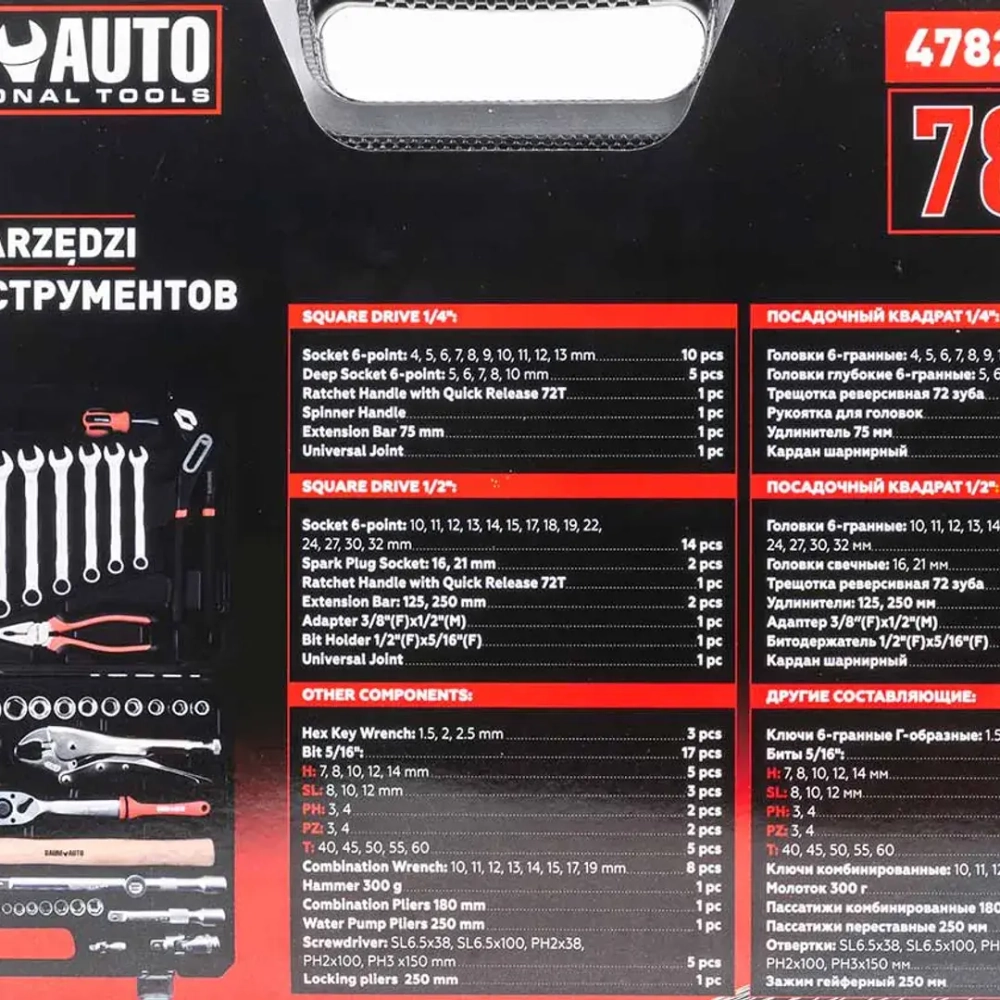 AUTO
ONAL TOOLS
4782
78
ARZĘDZI
СТРУМЕНТОВ
SQUARE DRIVE 1/4":
Socket 6-point: 4, 5, 6, 7, 8, 9, 10, 11, 12, 13 mm 10 pcs
Deep Socket 6-point: 5, 6, 7, 8, 10 mm 5 pcs
Ratchet Handle with Quick Release 72T 1 pc
Spinner Handle 1 pc
Extension Bar 75 mm 1 pc
Universal Joint 1 pc
SQUARE DRIVE 1/2":
Socket 6-point: 10, 11, 12, 13, 14, 15, 17, 18, 19, 22,
24, 27, 30, 32 mm 14 pcs
Spark Plug Socket: 16, 21 mm 2 pcs
Ratchet Handle with Quick Release 72T 1 pc
Extension Bar: 125, 250 mm 2 pcs
Adapter 3/8"(F)x1/2"(M) 1 pc
Bit Holder 1/2"(F)x5/16"(F) 1 pc
Universal Joint 1 pc
OTHER COMPONENTS:
Hex Key Wrench: 1.5, 2, 2.5 mm 3 pcs
Bit 5/16": 17 pcs
H: 7, 8, 10, 12, 14 mm 5 pcs
SL: 8, 10, 12 mm 3 pcs
PH: 3, 4 2 pcs
PZ: 3, 4 2 pcs
T: 40, 45, 50, 55, 60 5 pcs
Combination Wrench: 10, 11, 12, 13, 14, 15, 17, 19 mm 8 pcs
Hammer 300 g 1 pc
Combination Pliers 180 mm 1 pc
Water Pump Pliers 250 mm 1 pc
Screwdriver: SL6.5x38, SL6.5x100, PH2x38,
PH2x100, PH3 x150 mm 5 pcs
Locking pliers 250 mm 1 pc
ПОСАДОЧНЫЙ КВАДРАТ 1/4":
Головки 6-гранные: 4, 5, 6, 7, 8, 9, 1
Головки глубокие 6-гранные: 5, 6
Трещотка реверсивная 72 зуба
Рукоятка для головок
Удлинитель 75 мм
Кардан шарнирный
ПОСАДОЧНЫЙ КВАДРАТ 1/2":
Головки 6-гранные: 10, 11, 12, 13, 14
24, 27, 30, 32 мм
Головки свечные: 16, 21 мм
Трещотка реверсивная 72 зуба
Удлинители: 125, 250 мм
Адаптер 3/8"(F)x1/2"(M)
Битодержатель 1/2"(F)x5/16"(F)
Кардан шарнирный
ДРУГИЕ СОСТАВЛЯЮЩИЕ:
Ключи 6-гранные Г-образные: 1.5
Биты 5/16":
H: 7, 8, 10, 12, 14 мм
SL: 8, 10, 12 мм
PH: 3, 4
PZ: 3, 4
T: 40, 45, 50, 55, 60
Ключи комбинированные: 10, 11, 12
Молоток 300 г
Пассатижи комбинированные 180
Пассатижи переставные 250 мм
Отвертки: SL6.5x38, SL6.5x100, PH
PH2x100, PH3x150 мм
Зажим гейферный 250 мм